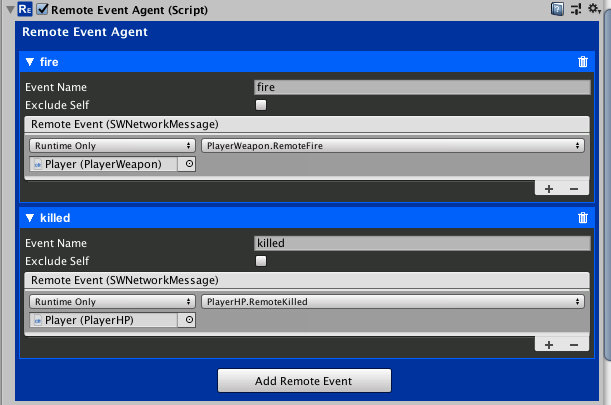 RE Remote Event Agent (Script)
Remote Event Agent
fire
Event Name fire
Exclude Self
Remote Event (SWNetworkMessage)
Runtime Only PlayerWeapon.RemoteFire
Player (PlayerWeapon)
+ −
killed
Event Name killed
Exclude Self
Remote Event (SWNetworkMessage)
Runtime Only PlayerHP.RemoteKilled
Player (PlayerHP)
+ −
Add Remote Event